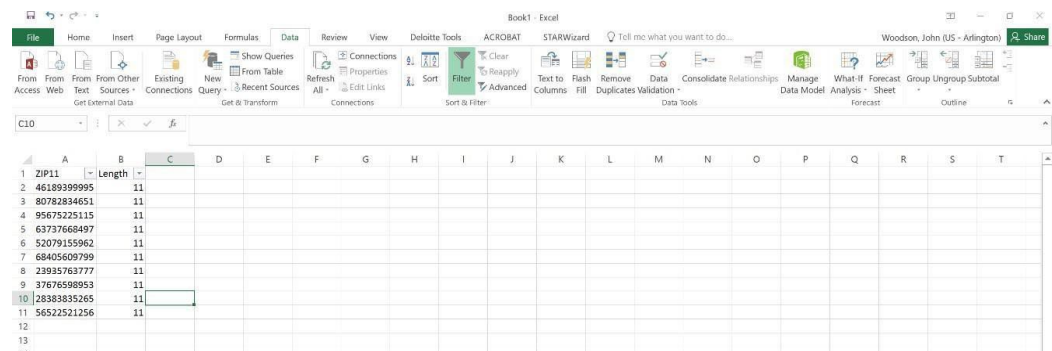 Book1 - Excel
File Home Insert Page Layout Formulas Data Review View Deloitte Tools ACROBAT STARWizard Tell me what you want to do... Woodson, John (US - Arlington) Share
From Access From Web From Text From Other Sources Existing Connections New Query Show Queries From Table Recent Sources Refresh All Connections Properties Edit Links Sort Filter Clear Reapply Advanced Text to Columns Flash Fill Remove Duplicates Data Validation Consolidate Relationships Manage Data Model What-If Analysis Forecast Sheet Group Ungroup Subtotal
Get External Data Get & Transform Connections Sort & Filter Data Tools Forecast Outline
C10 fx
A B C D E F G H I J K L M N O P Q R S T
1 ZIP11 Length
2 46189399995 11
3 80782834651 11
4 95675225115 11
5 63737668497 11
6 52079155962 11
7 68405609799 11
8 23935763777 11
9 37676598953 11
10 28383835265 11
11 56522521256 11
12
13